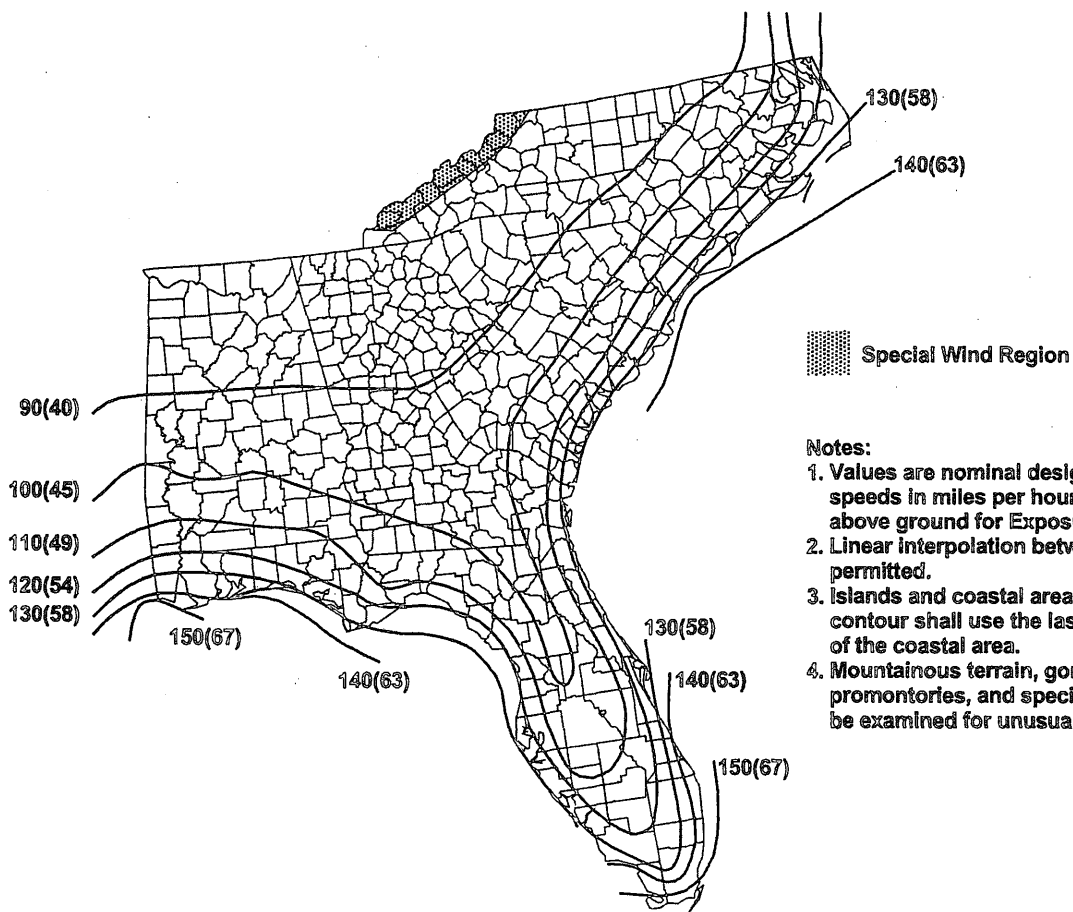 130(58)
140(63)
Special Wind Region
90(40)
100(45)
110(49)
120(54)
130(58)
150(67)
140(63)
130(58)
140(63)
150(67)
Notes:
1. Values are nominal desig
speeds in miles per hour
above ground for Exposu
2. Linear interpolation betw
permitted.
3. Islands and coastal area
contour shall use the las
of the coastal area.
4. Mountainous terrain, gor
promontories, and speci
be examined for unusua